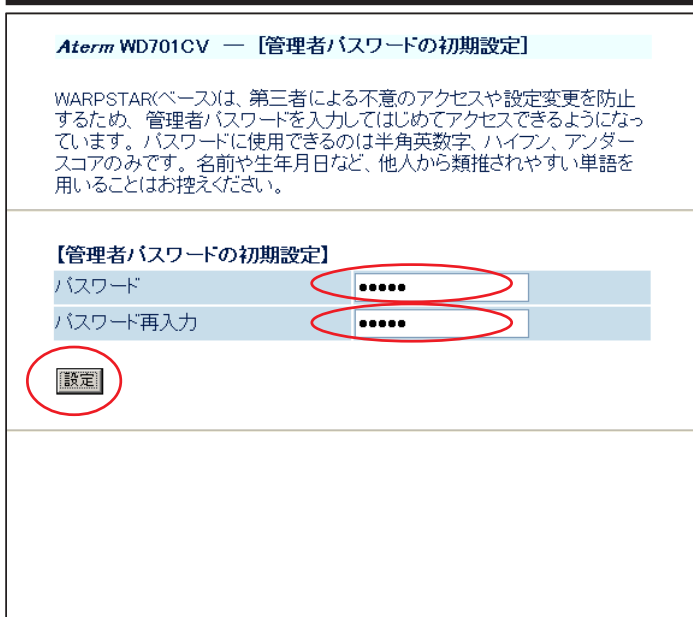 Aterm WD701CV ― [管理者パスワードの初期設定]
WARPSTAR(ベース)は、第三者による不意のアクセスや設定変更を防止
するため、 管理者パスワードを入力してはじめてアクセスできるようになっ
ています。パスワードに使用できるのは半角英数字、ハイフン、アンダー
スコアのみです。名前や生年月日など、他人から類推されやすい単語を
用いることはお控えください。
【管理者パスワードの初期設定】
パスワード ●●●●●
パスワード再入力 ●●●●●
設定